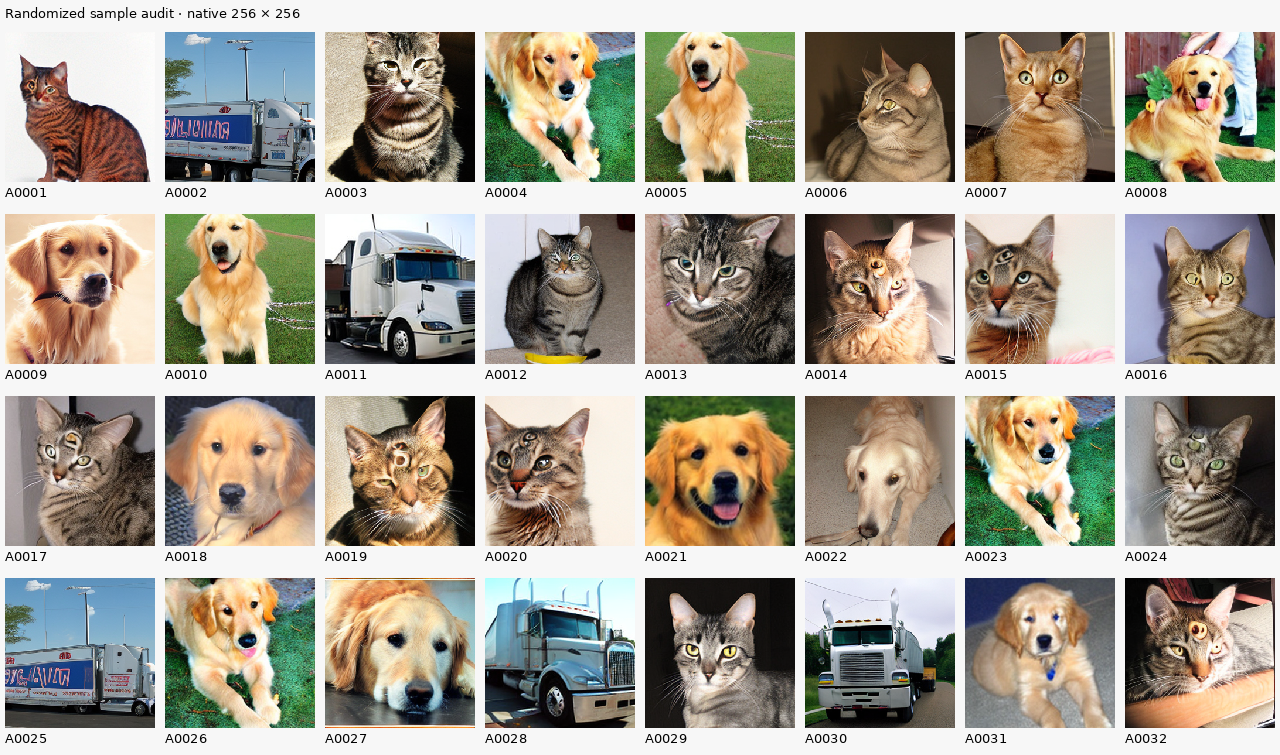 Randomized sample audit · native 256 × 256
A0001 A0002 A0003 A0004 A0005 A0006 A0007 A0008
A0009 A0010 A0011 A0012 A0013 A0014 A0015 A0016
A0017 A0018 A0019 A0020 A0021 A0022 A0023 A0024
A0025 A0026 A0027 A0028 A0029 A0030 A0031 A0032